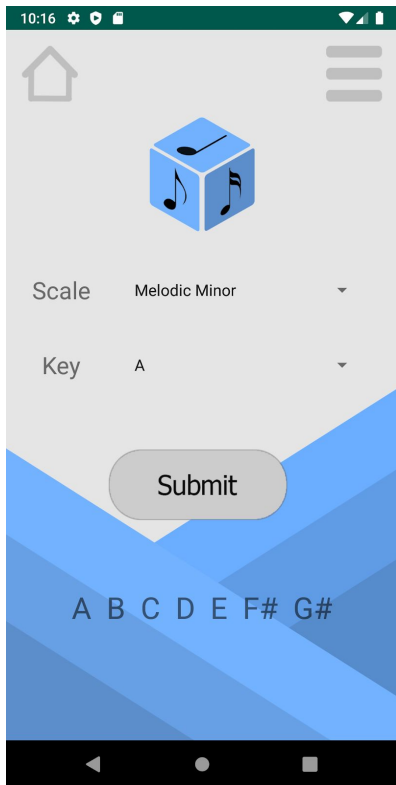 10:16
Scale Melodic Minor
Key A
Submit
A B C D E F# G#